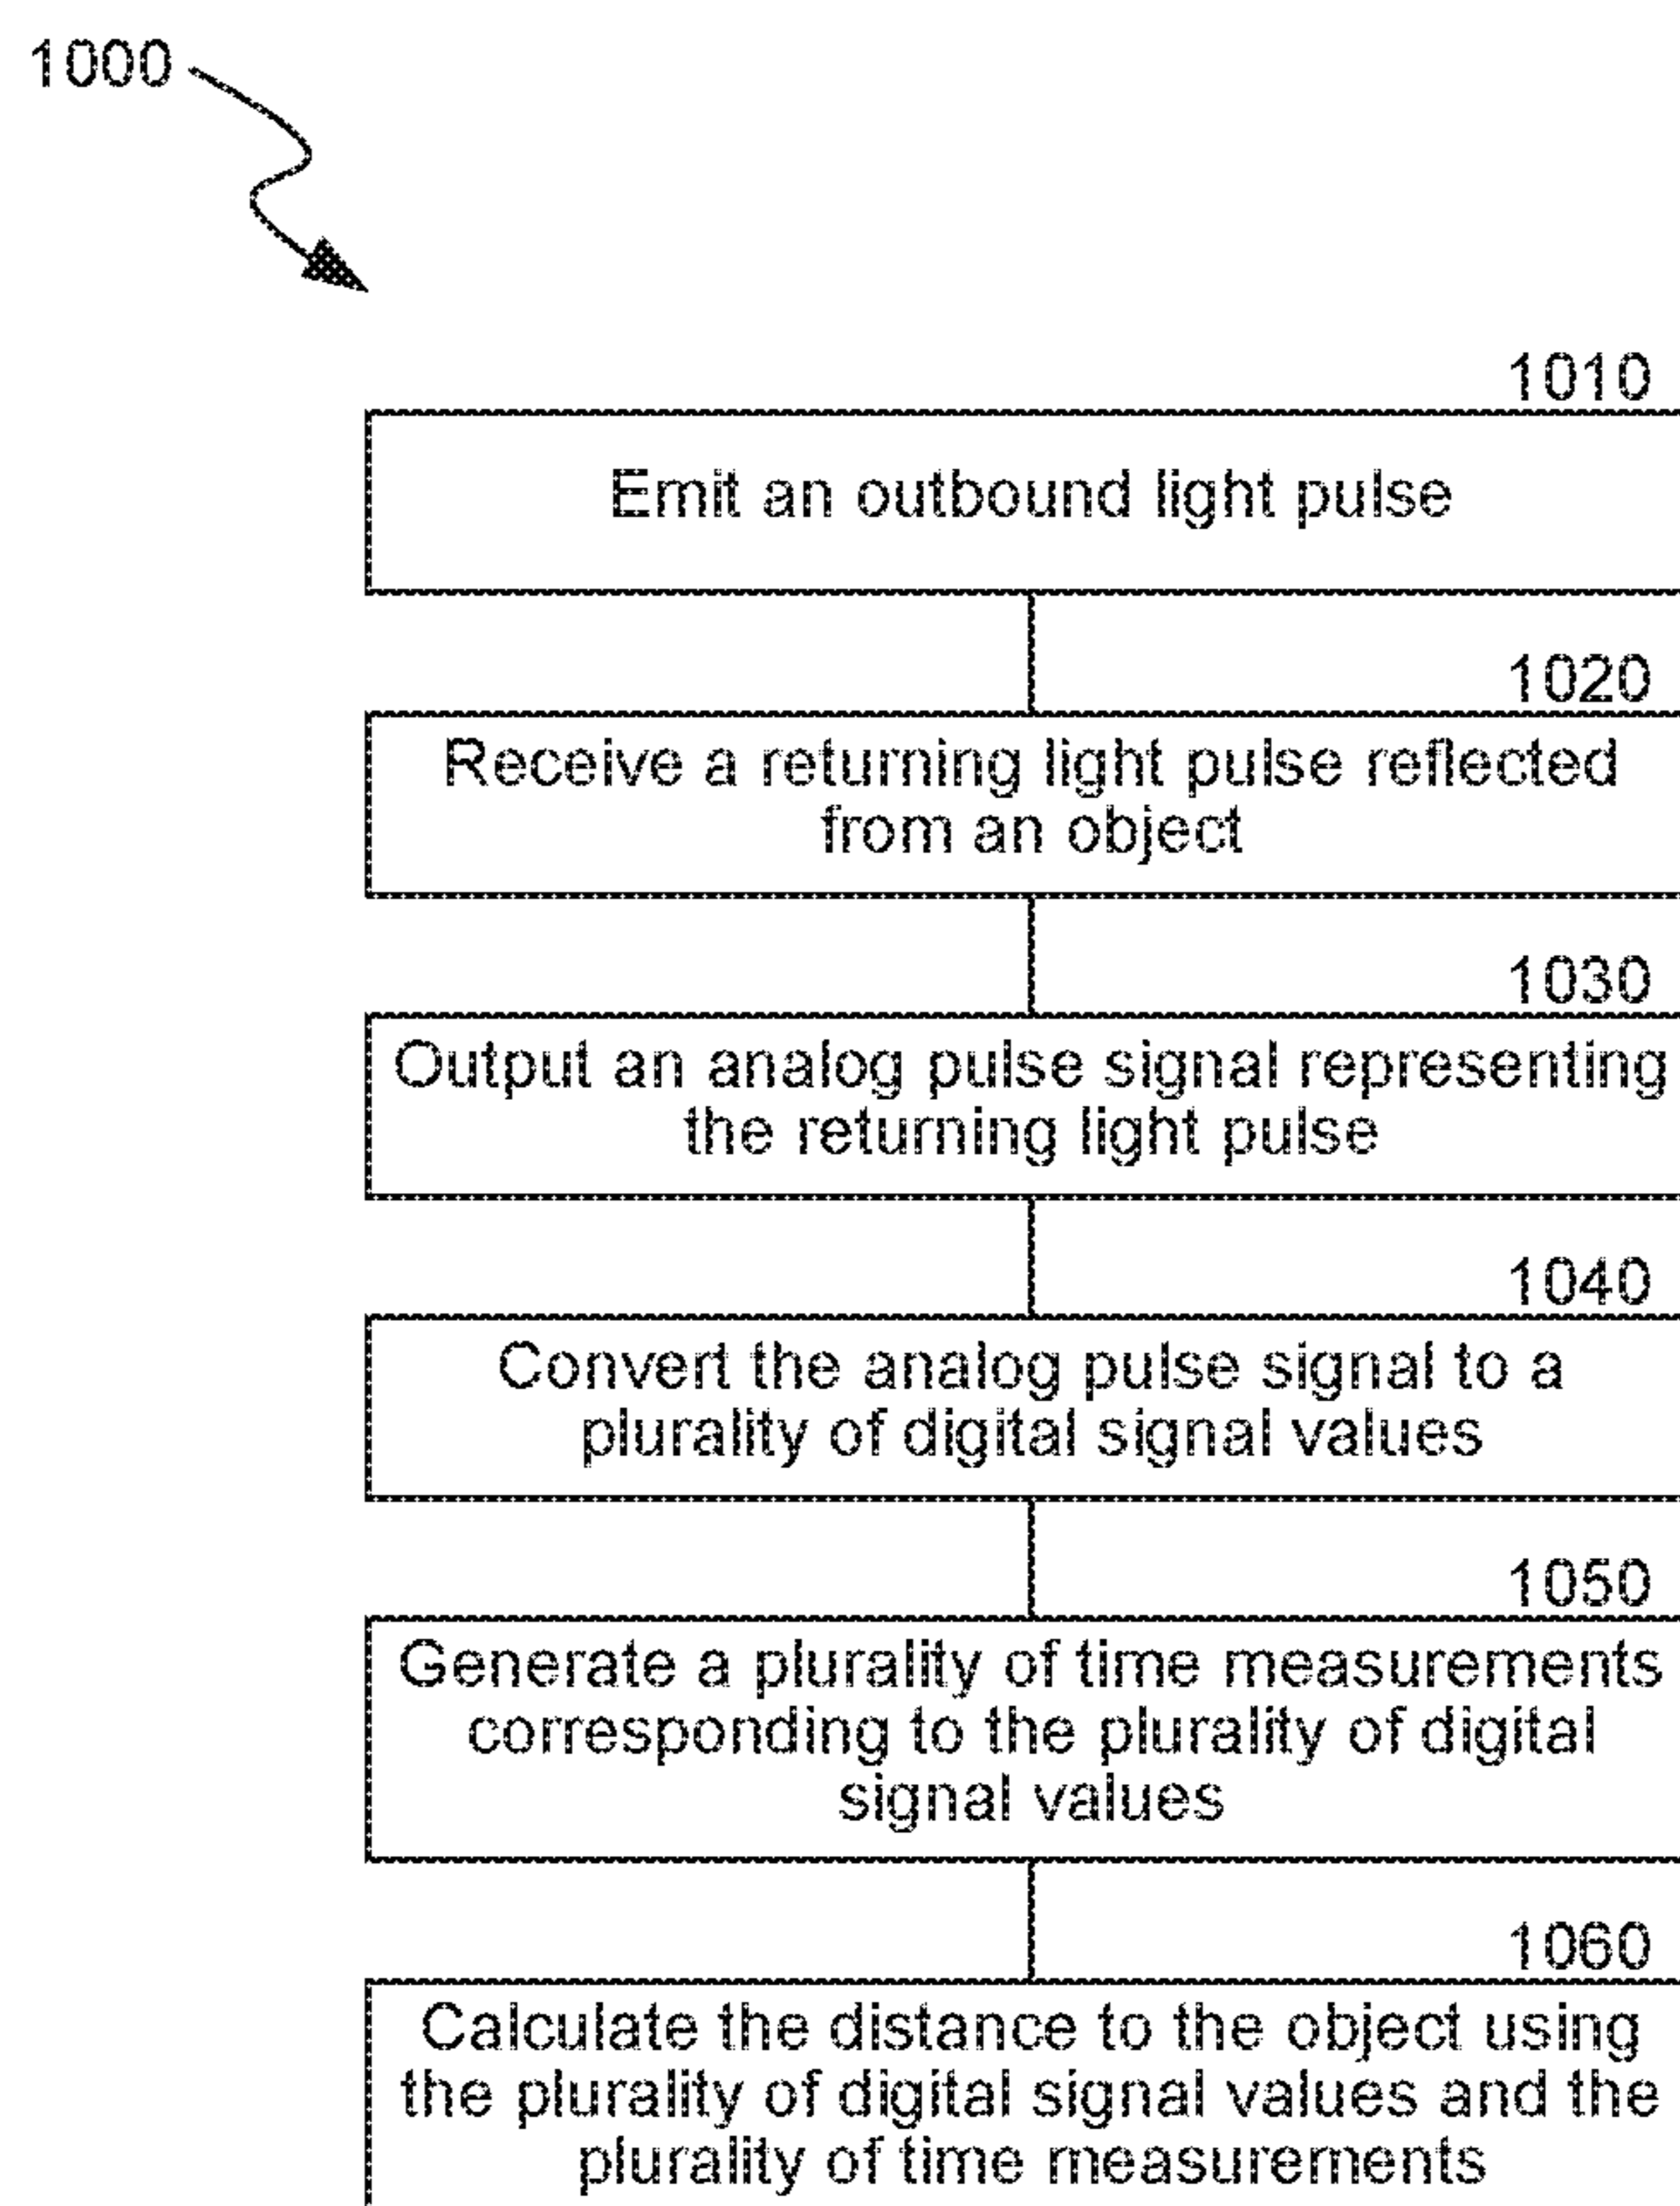 1000
1010
Emit an outbound light pulse
1020
Receive a returning light pulse reflected
from an object
1030
Output an analog pulse signal representing
the returning light pulse
1040
Convert the analog pulse signal to a
plurality of digital signal values
1050
Generate a plurality of time measurements
corresponding to the plurality of digital
signal values
1060
Calculate the distance to the object using
the plurality of digital signal values and the
plurality of time measurements